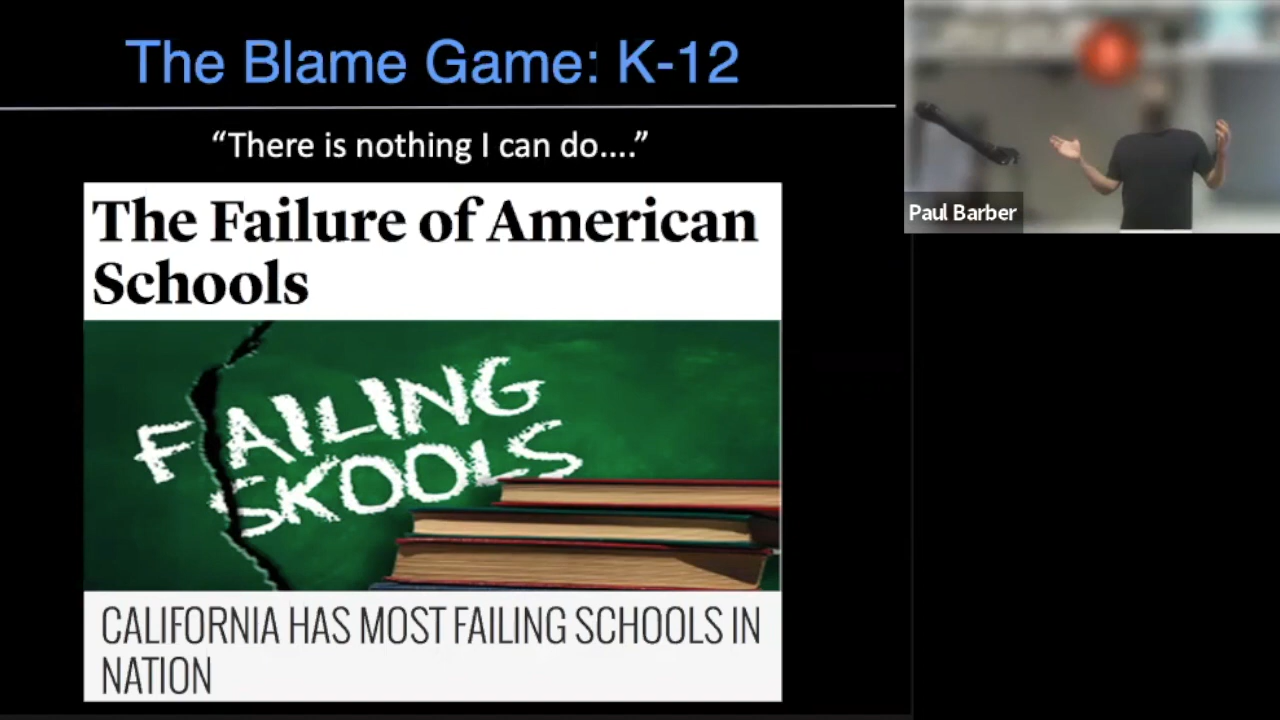 The Blame Game: K-12
“There is nothing I can do....”
The Failure of American
Schools
FAILING
SKOOLS
CALIFORNIA HAS MOST FAILING SCHOOLS IN
NATION
Paul Barber